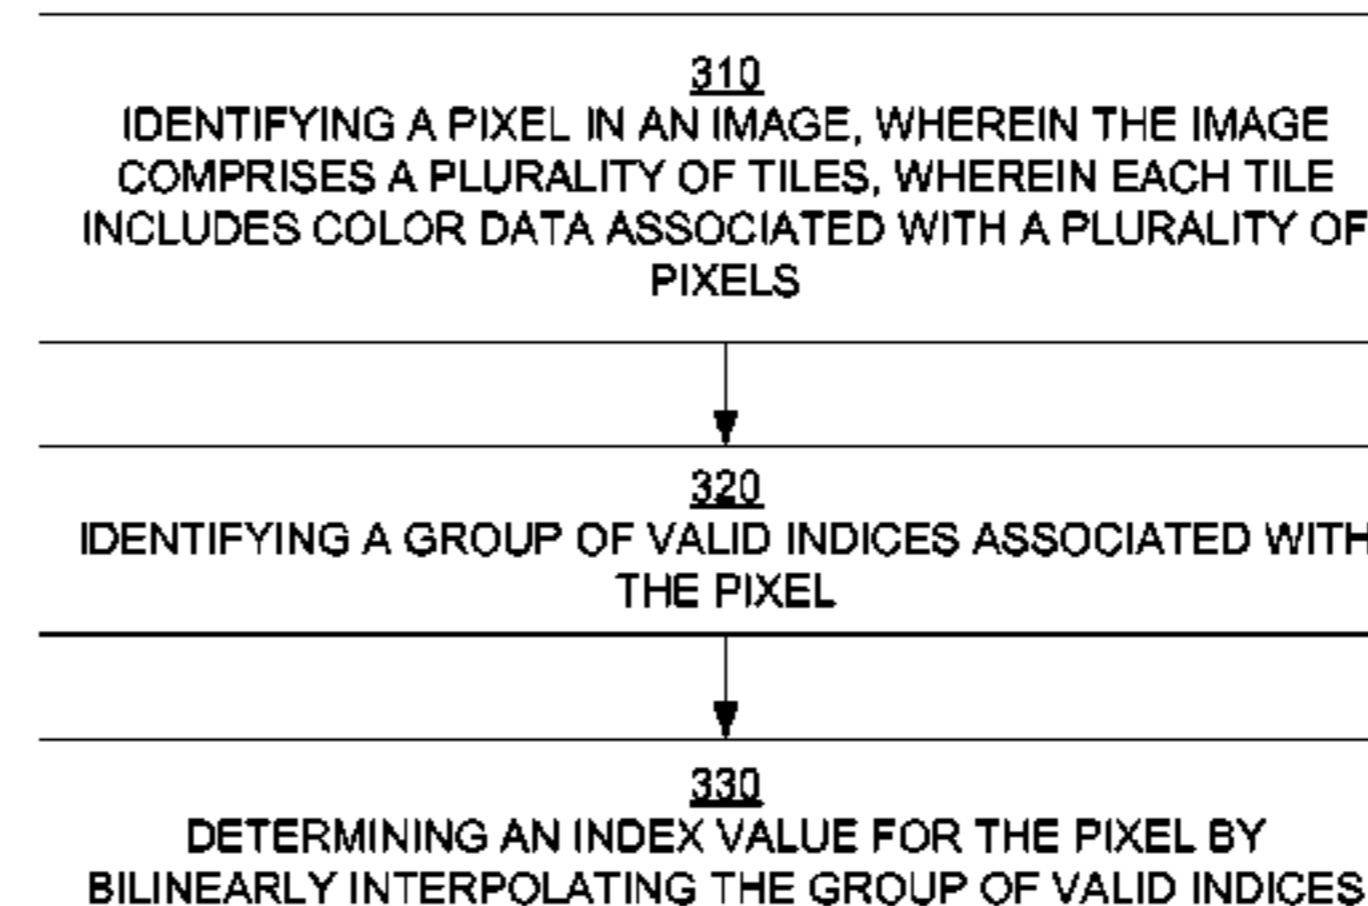 310
IDENTIFYING A PIXEL IN AN IMAGE, WHEREIN THE IMAGE
COMPRISES A PLURALITY OF TILES, WHEREIN EACH TILE
INCLUDES COLOR DATA ASSOCIATED WITH A PLURALITY OF
PIXELS
320
IDENTIFYING A GROUP OF VALID INDICES ASSOCIATED WITH
THE PIXEL
330
DETERMINING AN INDEX VALUE FOR THE PIXEL BY
BILINEARLY INTERPOLATING THE GROUP OF VALID INDICES